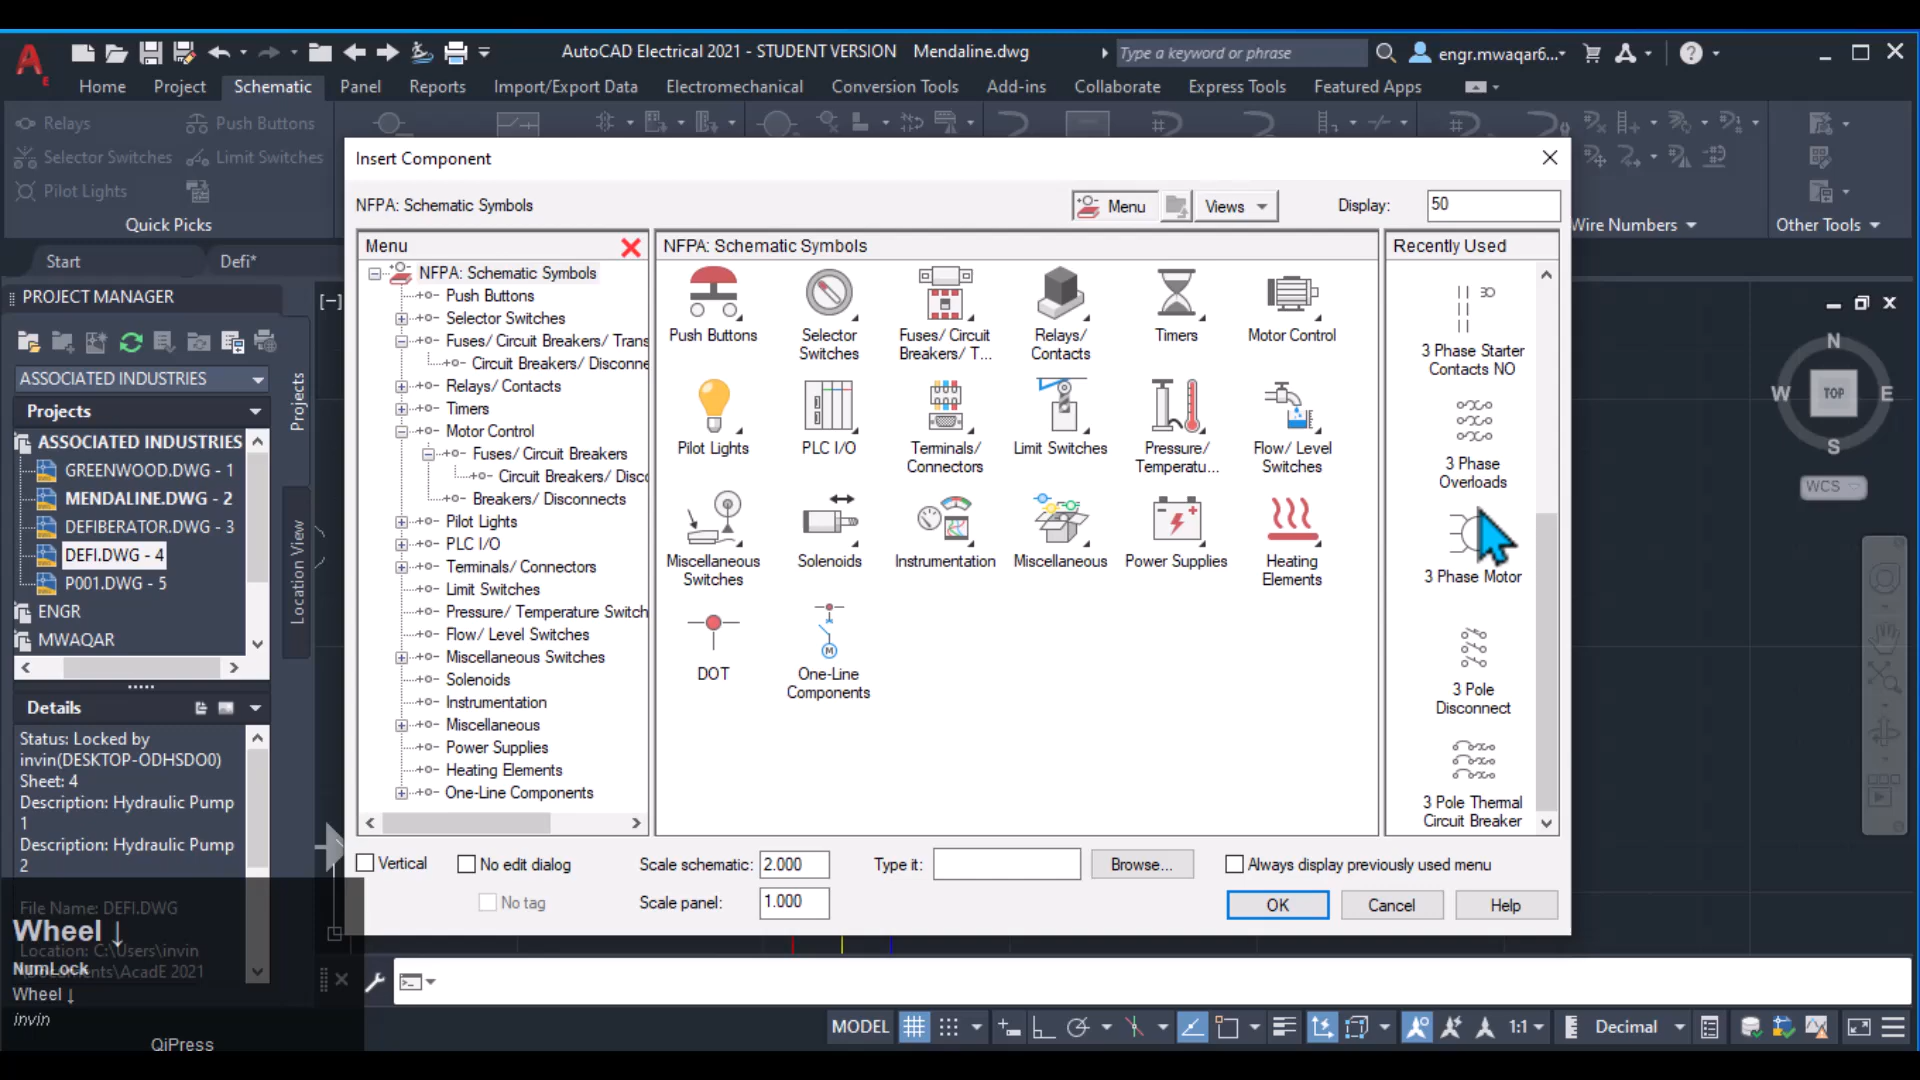 AutoCAD Electrical 2021 - STUDENT VERSION Mendaline.dwg
Type a keyword or phrase
engr.mwaqar6...
Home Project Schematic Panel Reports Import/Export Data Electromechanical Conversion Tools Add-ins Collaborate Express Tools Featured Apps
Relays
Push Buttons
Selector Switches
Limit Switches
Pilot Lights
Quick Picks
Wire Numbers
Other Tools
Start
Defi*
PROJECT MANAGER
[−]
ASSOCIATED INDUSTRIES
Projects
ASSOCIATED INDUSTRIES
GREENWOOD.DWG - 1
MENDALINE.DWG - 2
DEFIBERATOR.DWG - 3
DEFI.DWG - 4
P001.DWG - 5
ENGR
MWAQAR
Projects
Location View
Details
Status: Locked by
invin(DESKTOP-ODHSDO0)
Sheet: 4
Description: Hydraulic Pump
1
Description: Hydraulic Pump
2
File Name: DEFI.DWG
Location: C:\Users\invin
\Documents\AcadE 2021
Wheel ↓
NumLock
Wheel ↓
invin
QiPress
Insert Component
NFPA: Schematic Symbols
Menu
Views
Display:
50
Menu
NFPA: Schematic Symbols
Push Buttons
Selector Switches
Fuses/ Circuit Breakers/ Trans
Circuit Breakers/ Disconne
Relays/ Contacts
Timers
Motor Control
Fuses/ Circuit Breakers
Circuit Breakers/ Disco
Breakers/ Disconnects
Pilot Lights
PLC I/O
Terminals/ Connectors
Limit Switches
Pressure/ Temperature Switch
Flow/ Level Switches
Miscellaneous Switches
Solenoids
Instrumentation
Miscellaneous
Power Supplies
Heating Elements
One-Line Components
NFPA: Schematic Symbols
Push Buttons
Selector
Switches
Fuses/ Circuit
Breakers/ T...
Relays/
Contacts
Timers
Motor Control
Pilot Lights
PLC I/O
Terminals/
Connectors
Limit Switches
Pressure/
Temperatu...
Flow/ Level
Switches
Miscellaneous
Switches
Solenoids
Instrumentation
Miscellaneous
Power Supplies
Heating
Elements
DOT
M
One-Line
Components
Recently Used
3 Phase Starter
Contacts NO
3 Phase
Overloads
3 Phase Motor
3 Pole
Disconnect
3 Pole Thermal
Circuit Breaker
Vertical
No edit dialog
No tag
Scale schematic:
2.000
Scale panel:
1.000
Type it:
Browse...
Always display previously used menu
OK
Cancel
Help
N
W
TOP
E
S
WCS
MODEL
1:1
Decimal